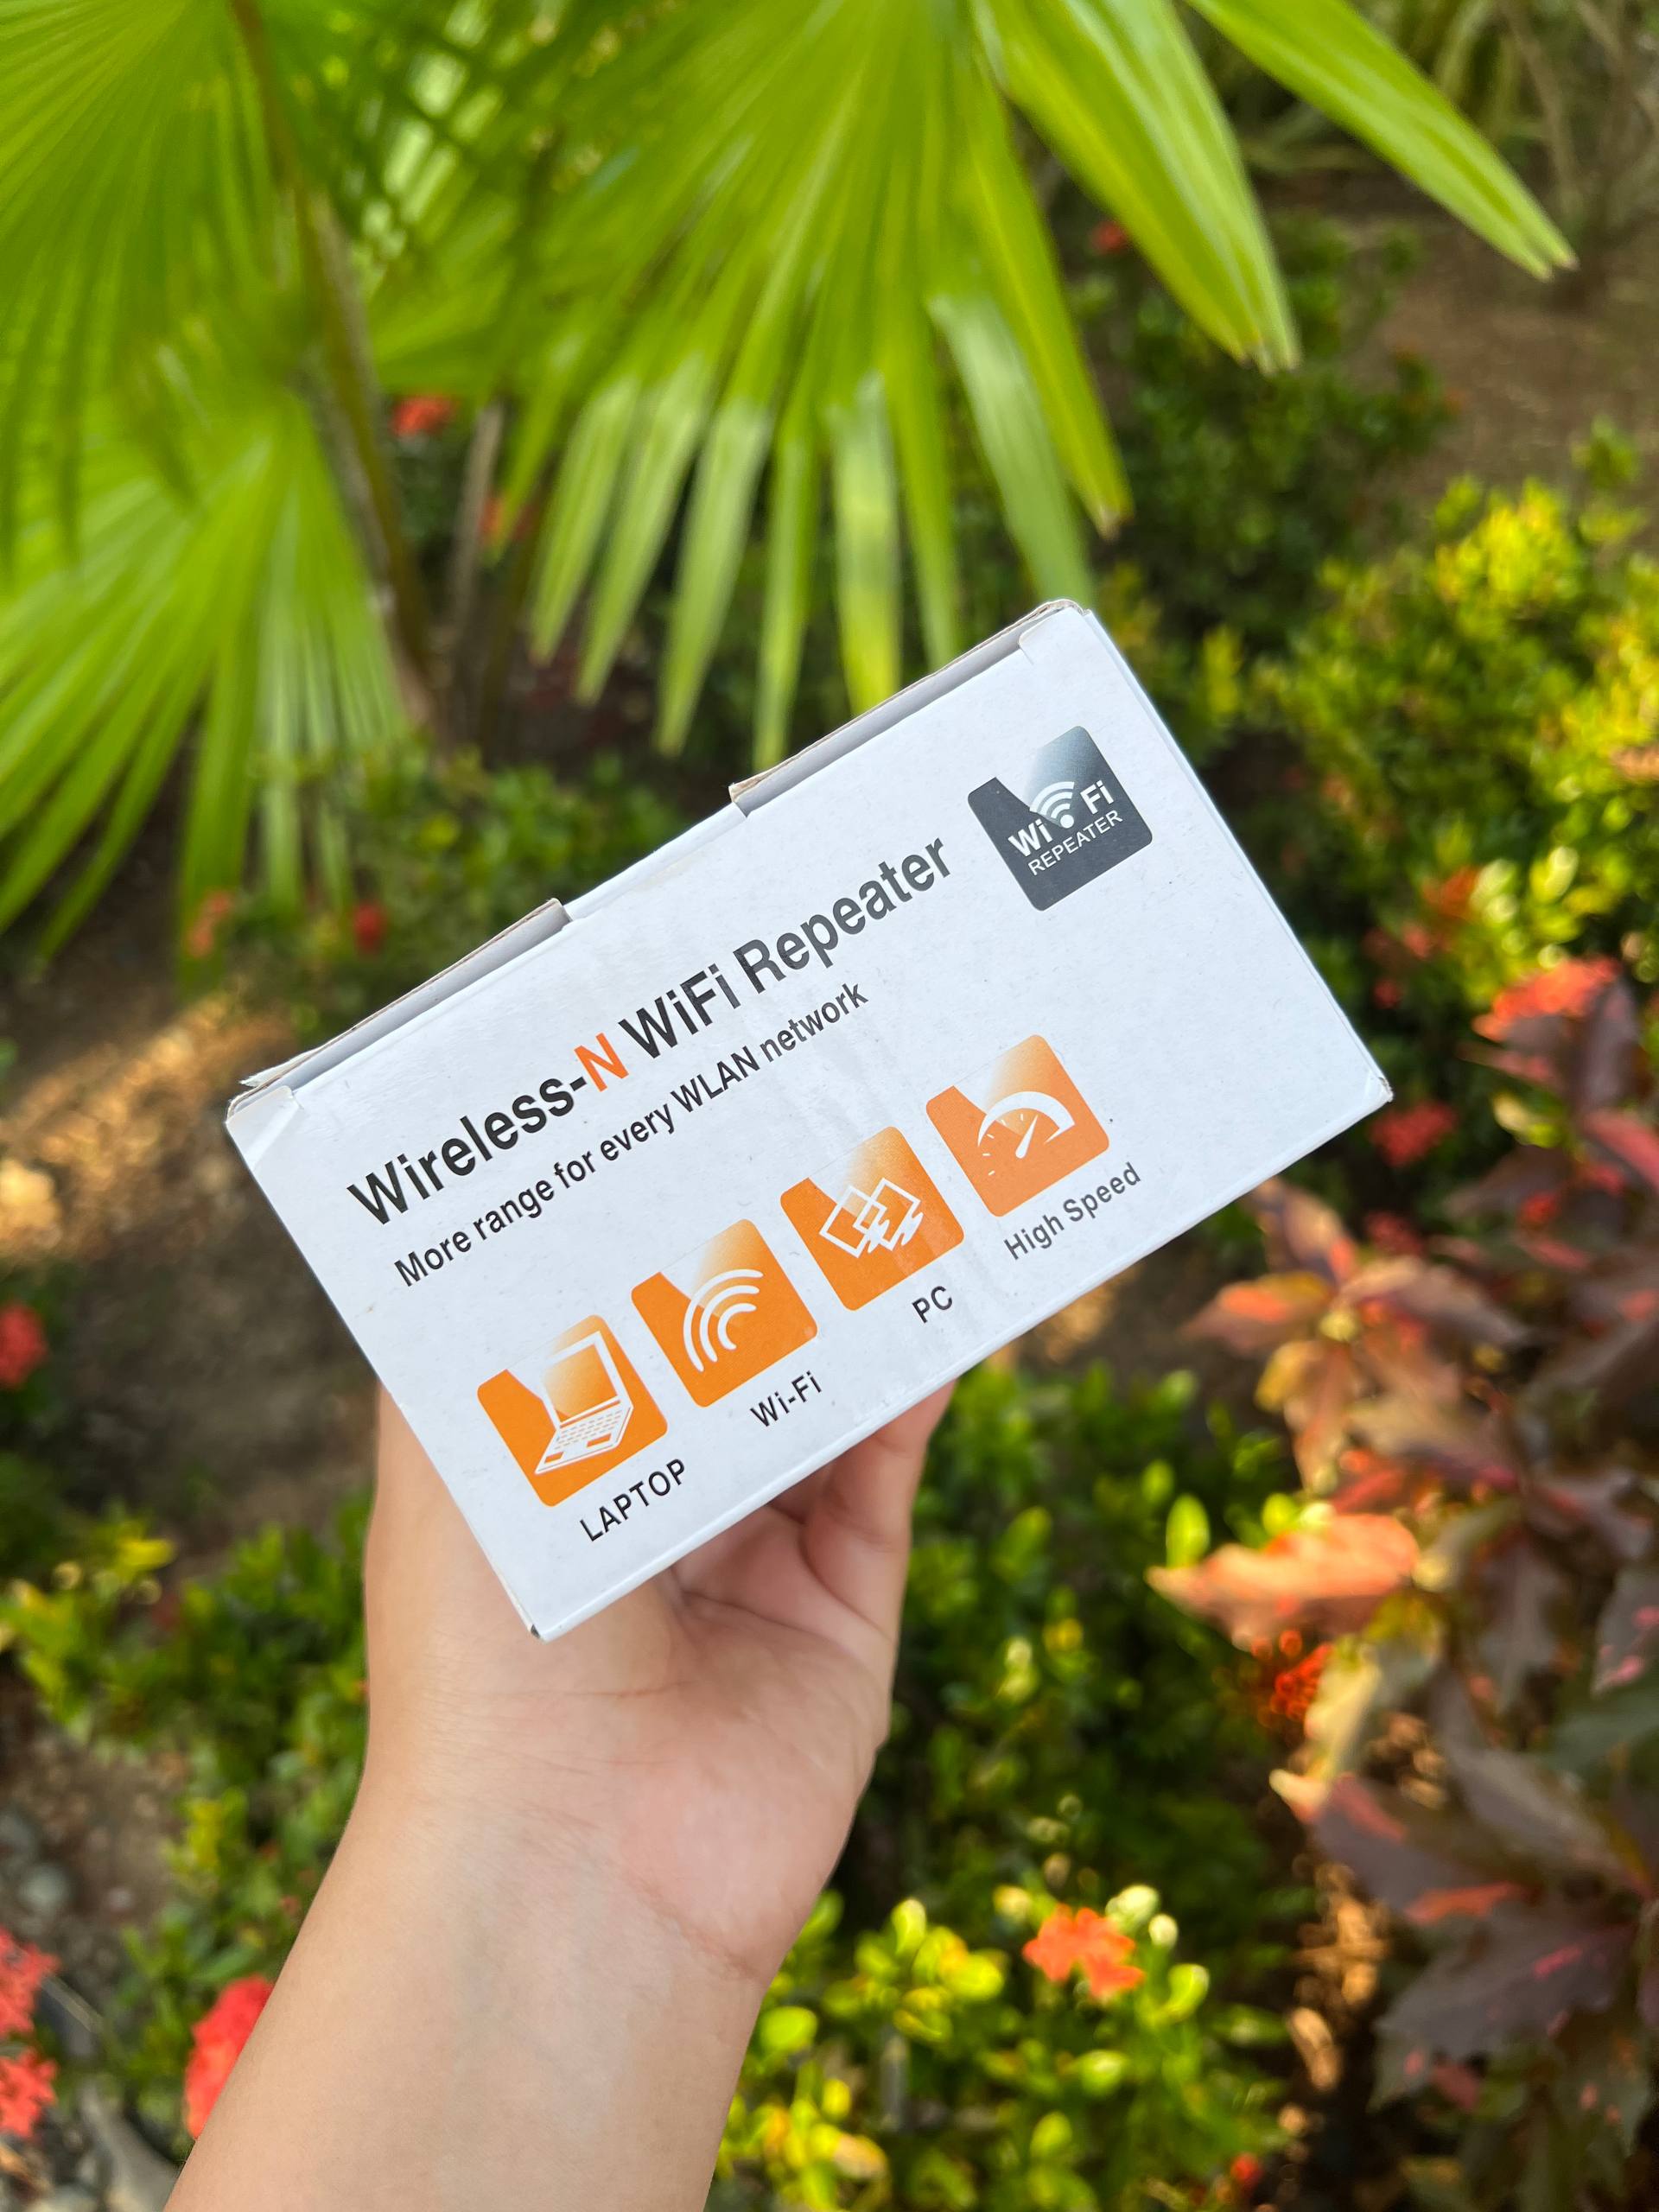 Wi Fi
REPEATER
Wireless-N WiFi Repeater
More range for every WLAN network
LAPTOP
Wi-Fi
PC
High Speed